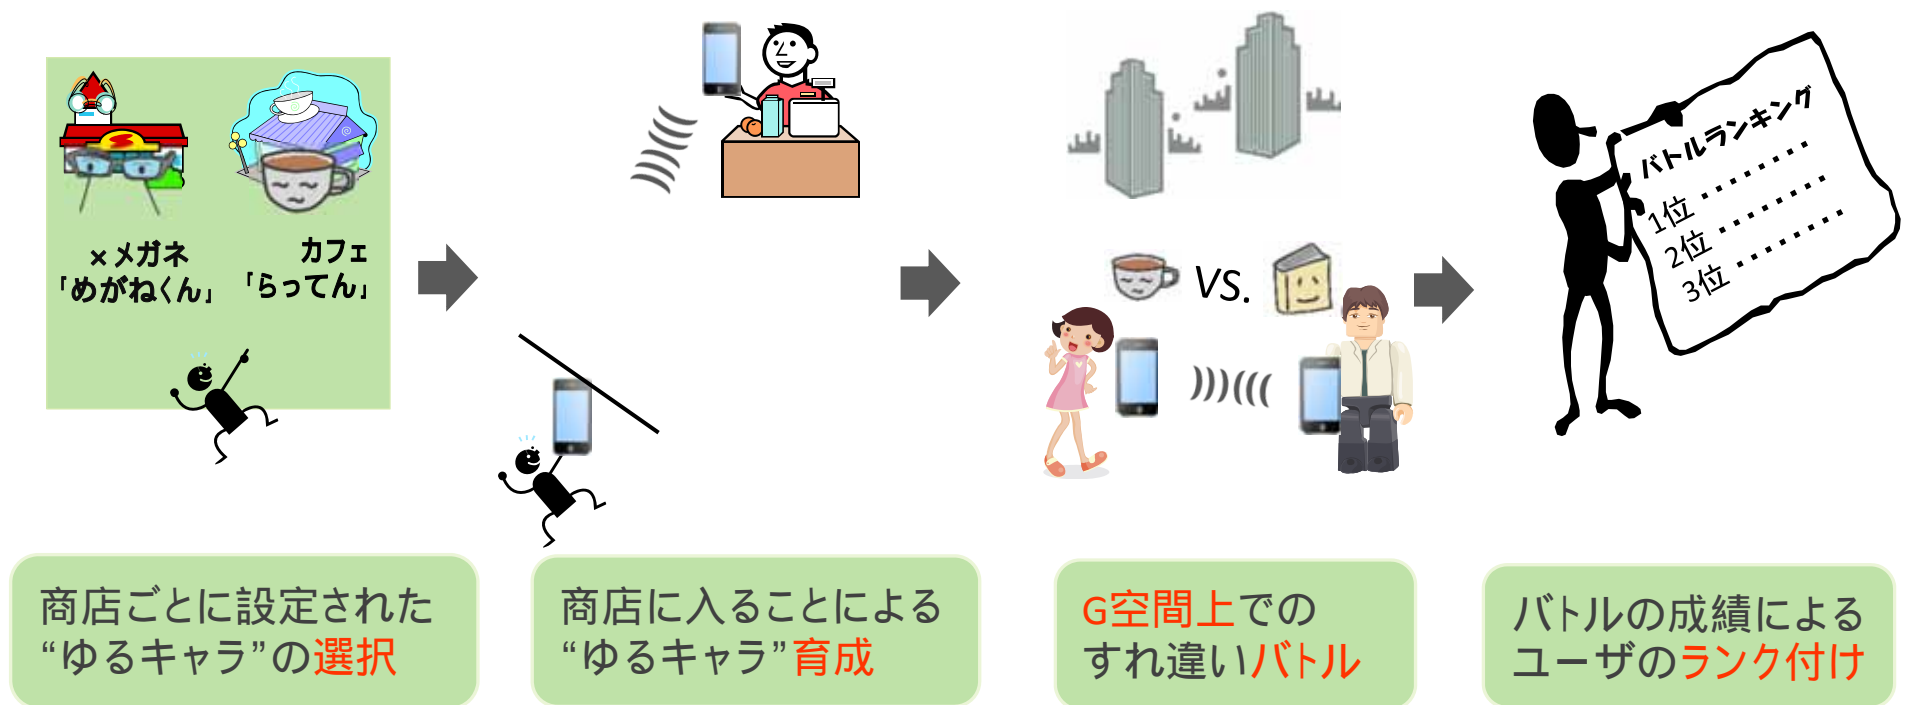 ×メガネ
「めがねくん」
カフェ
「らってん」
VS.
バトルランキング
1位・・・・・・・・
2位・・・・・・・・
3位・・・・・・・・
商店ごとに設定された
“ゆるキャラ”の選択
商店に入ることによる
“ゆるキャラ”育成
G空間上での
すれ違いバトル
バトルの成績による
ユーザのランク付け